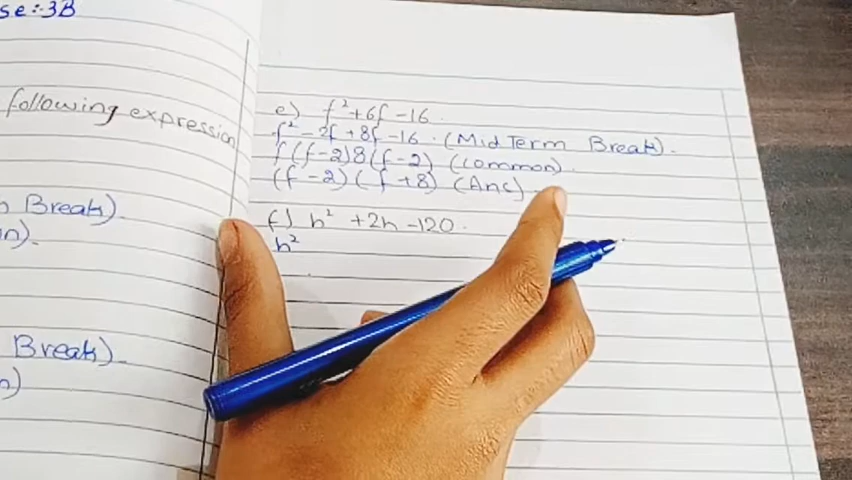 se:-3B
following expression
Break).
n).
Break).
n)
e) f²+6f-16.
f²-2f+8f-16. (Mid Term Break).
f(f-2)8(f-2) (common).
(f-2)(f+8) (Ans)
f) h²+2h-120.
h²